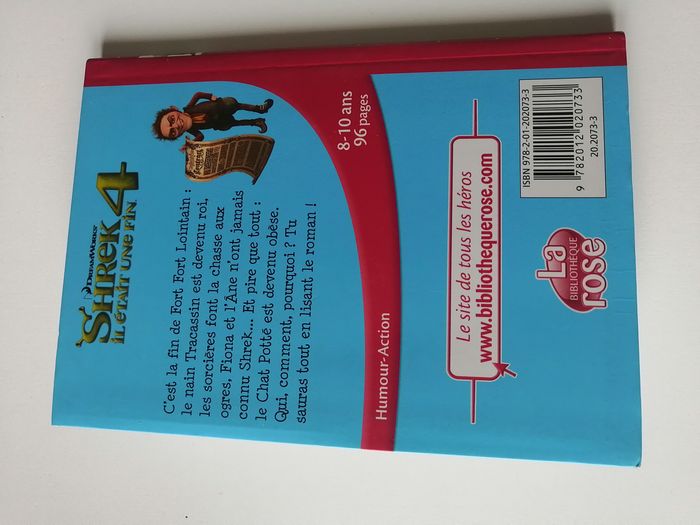 DREAMWORKS
SHREK 4
IL ÉTAIT UNE FIN
C'est la fin de Fort Fort Lointain :
le nain Tracassin est devenu roi,
les sorcières font la chasse aux
ogres, Fiona et l'Âne n'ont jamais
connu Shrek... Et pire que tout :
le Chat Potté est devenu obèse.
Qui, comment, pourquoi ? Tu
sauras tout en lisant le roman !
8-10 ans
96 pages
Humour-Action
Le site de tous les héros
www.bibliothequerose.com
La
BIBLIOTHÈQUE
rose
ISBN 978-2-01-202073-3
9 782012 020733
20.2073-3